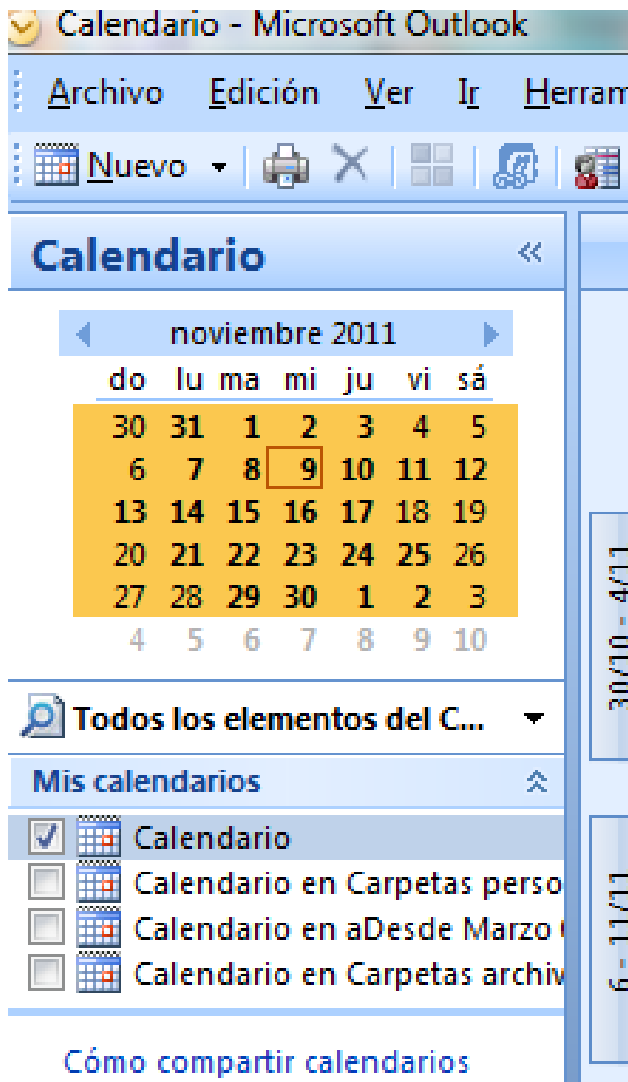 Calendario - Microsoft Outlook
Archivo Edición Ver Ir Herram
Nuevo
Calendario «
noviembre 2011
do lu ma mi ju vi sá
30 31 1 2 3 4 5
6 7 8 9 10 11 12
13 14 15 16 17 18 19
20 21 22 23 24 25 26
27 28 29 30 1 2 3
4 5 6 7 8 9 10
Todos los elementos del C...
Mis calendarios
Calendario
Calendario en Carpetas perso
Calendario en aDesde Marzo
Calendario en Carpetas archiv
Cómo compartir calendarios
30/10 - 4/11
6 - 11/11